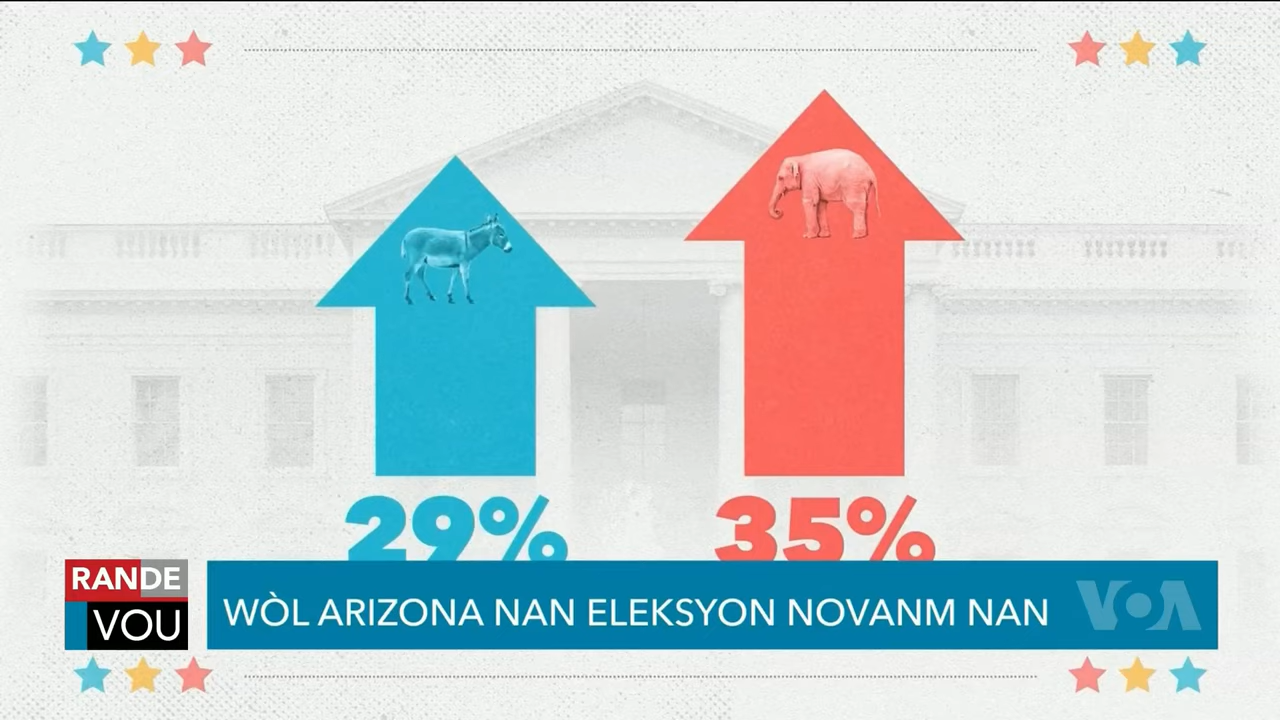 29% 35%
RANDE
VOU
WÒL ARIZONA NAN ELEKSYON NOVANM NAN
VOA